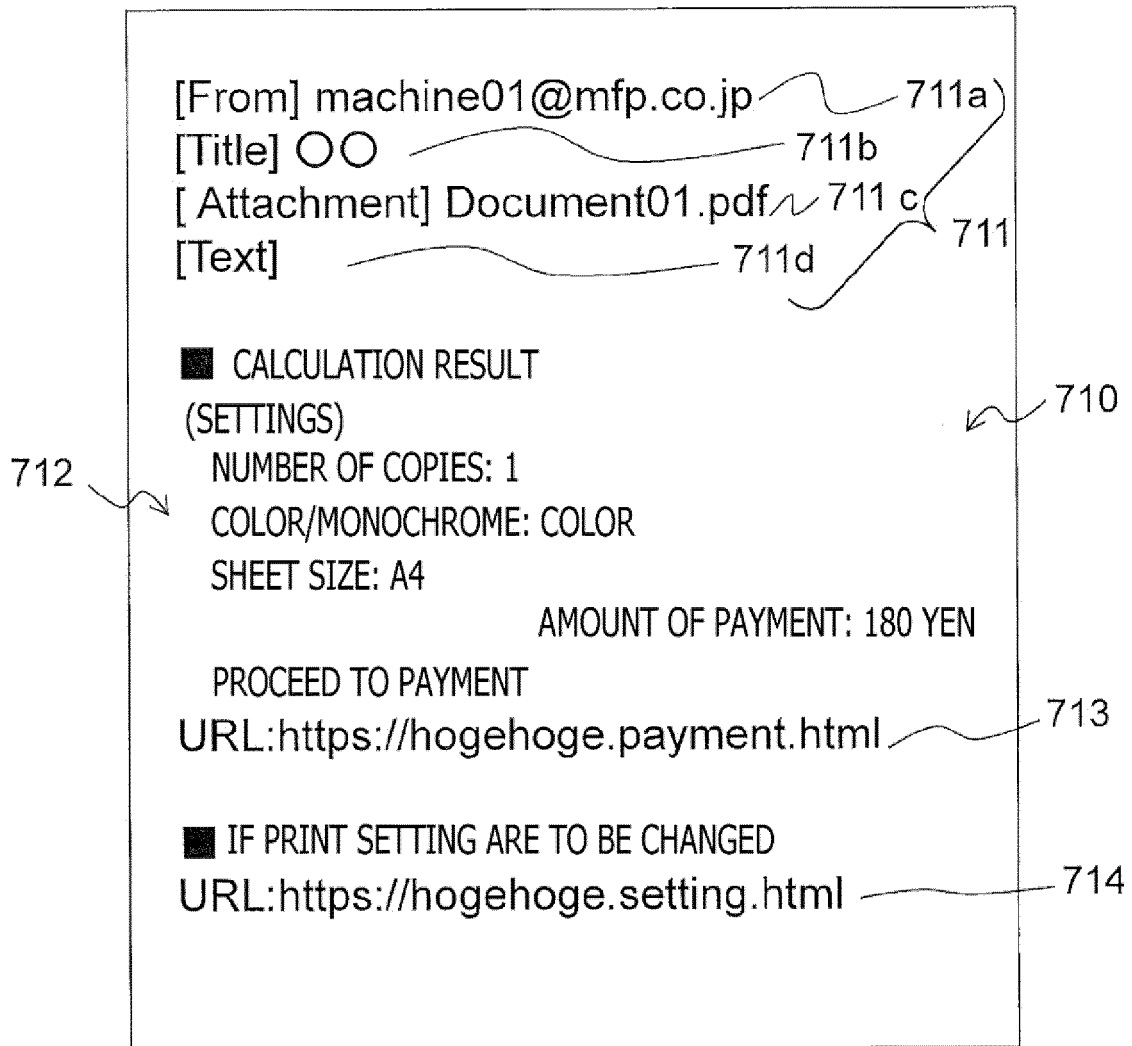 [From] machine01@mfp.co.jp 711a
[Title] ○○ 711b
[ Attachment] Document01.pdf 711 c
711
[Text] 711d
■ CALCULATION RESULT
(SETTINGS)
710
712
NUMBER OF COPIES: 1
COLOR/MONOCHROME: COLOR
SHEET SIZE: A4
AMOUNT OF PAYMENT: 180 YEN
PROCEED TO PAYMENT
URL:https://hogehoge.payment.html 713
■ IF PRINT SETTING ARE TO BE CHANGED
URL:https://hogehoge.setting.html 714